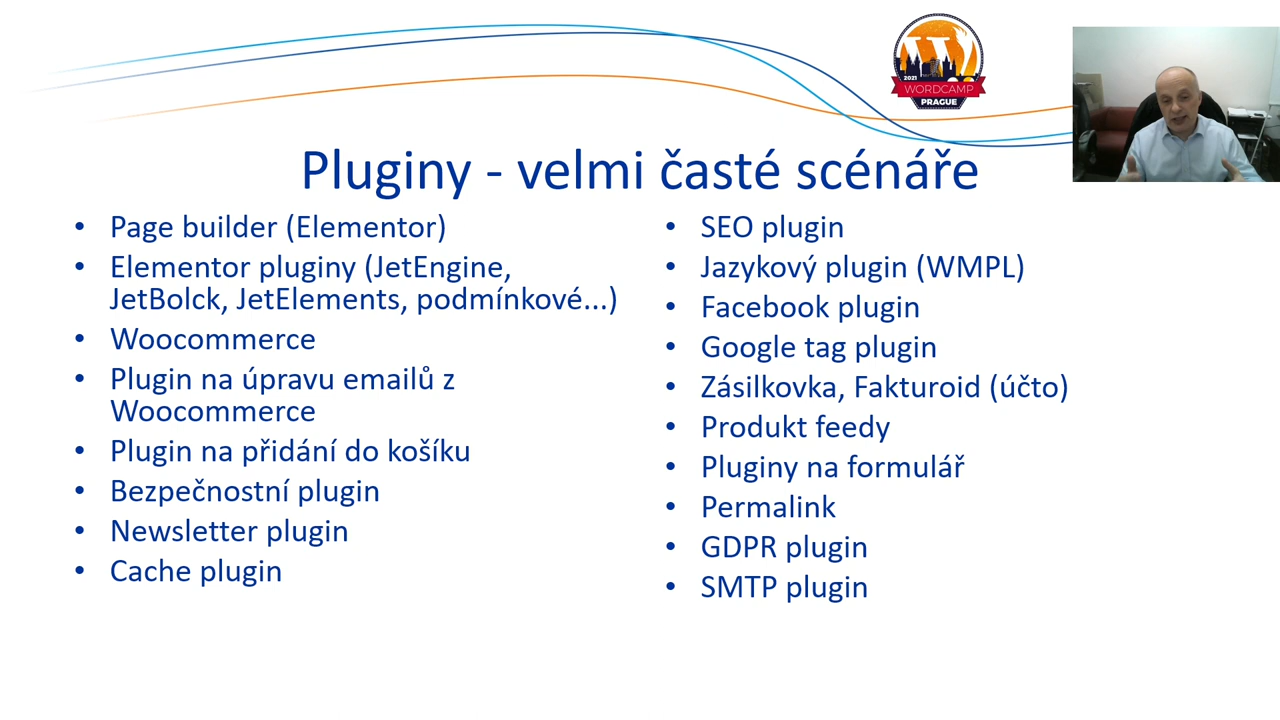 2021
WORDCAMP
PRAGUE
Pluginy - velmi časté scénáře
• Page builder (Elementor)
• Elementor pluginy (JetEngine,
JetBolck, JetElements, podmínkové...)
• Woocommerce
• Plugin na úpravu emailů z
Woocommerce
• Plugin na přidání do košíku
• Bezpečnostní plugin
• Newsletter plugin
• Cache plugin
• SEO plugin
• Jazykový plugin (WMPL)
• Facebook plugin
• Google tag plugin
• Zásilkovka, Fakturoid (účto)
• Produkt feedy
• Pluginy na formulář
• Permalink
• GDPR plugin
• SMTP plugin